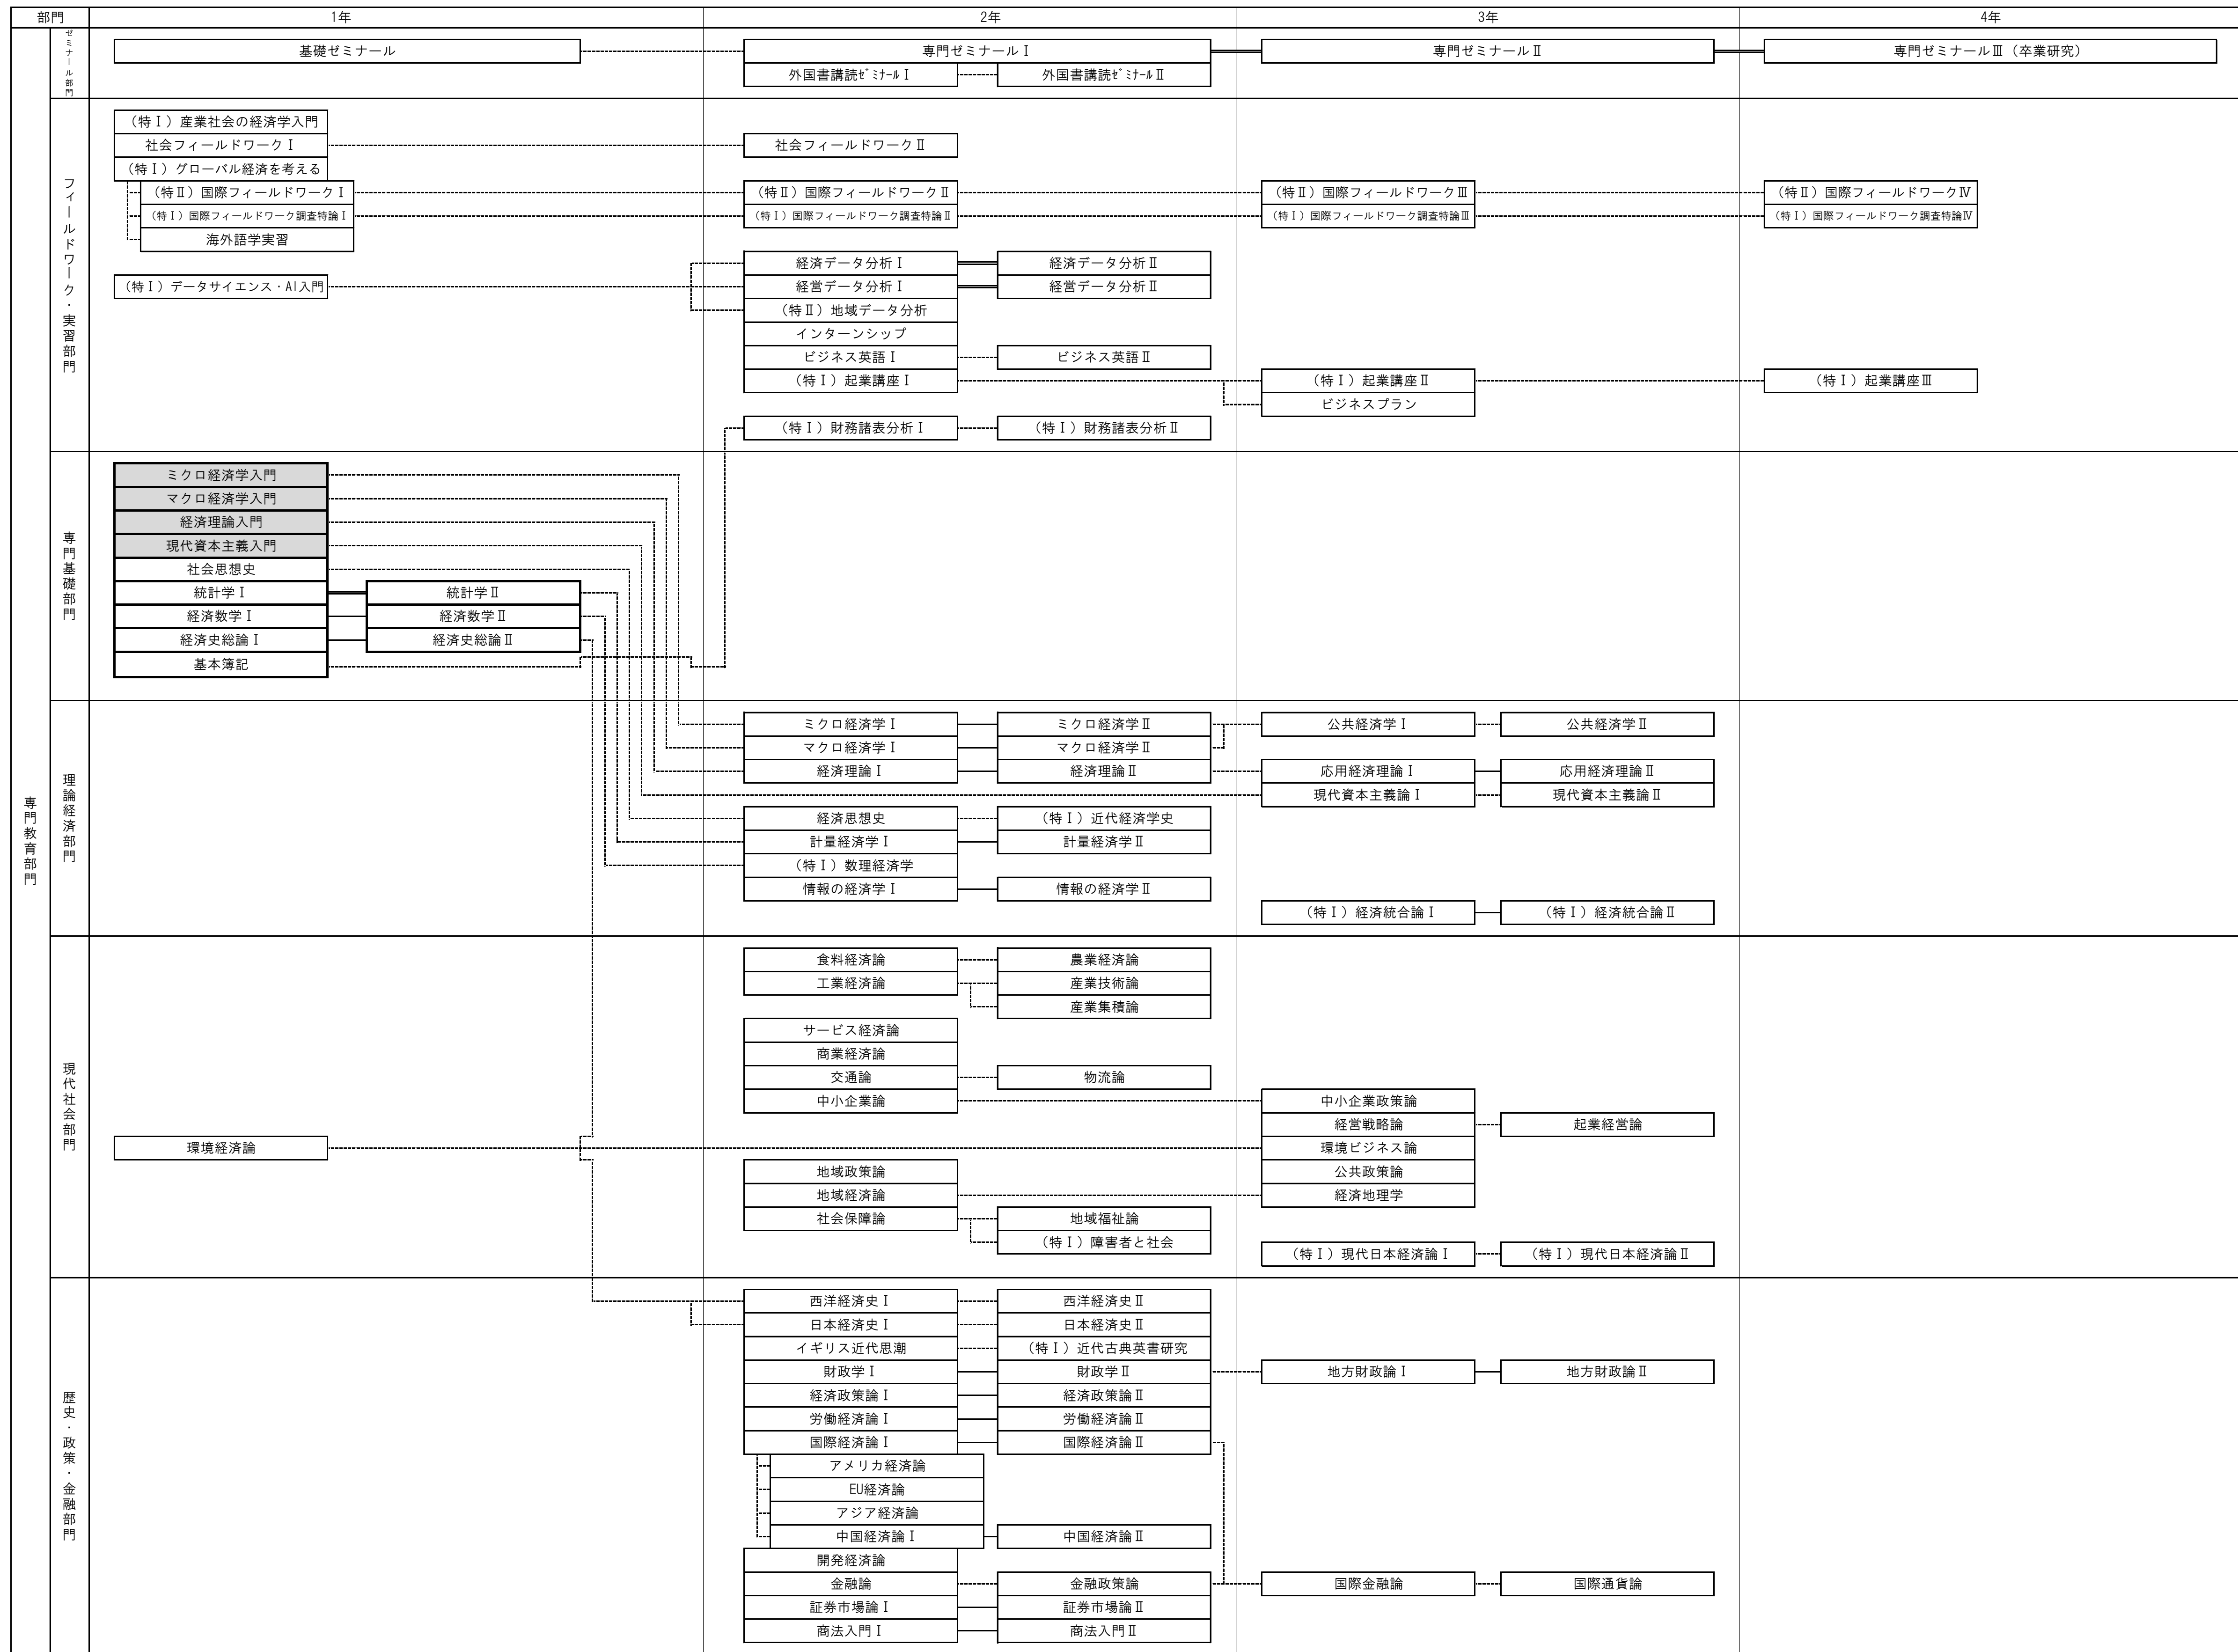 部門
1年
2年
3年
4年
専門教育部門
ゼミナール部門
基礎ゼミナール
専門ゼミナールⅠ
専門ゼミナールⅡ
専門ゼミナールⅢ（卒業研究）
外国書講読ｾﾞﾐﾅｰﾙⅠ
外国書講読ｾﾞﾐﾅｰﾙⅡ
フィールドワーク・実習部門
（特Ⅰ）産業社会の経済学入門
社会フィールドワークⅠ
社会フィールドワークⅡ
（特Ⅰ）グローバル経済を考える
（特Ⅱ）国際フィールドワークⅠ
（特Ⅱ）国際フィールドワークⅡ
（特Ⅱ）国際フィールドワークⅢ
（特Ⅱ）国際フィールドワークⅣ
（特Ⅰ）国際フィールドワーク調査特論Ⅰ
（特Ⅰ）国際フィールドワーク調査特論Ⅱ
（特Ⅰ）国際フィールドワーク調査特論Ⅲ
（特Ⅰ）国際フィールドワーク調査特論Ⅳ
海外語学実習
経済データ分析Ⅰ
経済データ分析Ⅱ
（特Ⅰ）データサイエンス・AI入門
経営データ分析Ⅰ
経営データ分析Ⅱ
（特Ⅱ）地域データ分析
インターンシップ
ビジネス英語Ⅰ
ビジネス英語Ⅱ
（特Ⅰ）起業講座Ⅰ
（特Ⅰ）起業講座Ⅱ
（特Ⅰ）起業講座Ⅲ
ビジネスプラン
（特Ⅰ）財務諸表分析Ⅰ
（特Ⅰ）財務諸表分析Ⅱ
専門基礎部門
ミクロ経済学入門
マクロ経済学入門
経済理論入門
現代資本主義入門
社会思想史
統計学Ⅰ
統計学Ⅱ
経済数学Ⅰ
経済数学Ⅱ
経済史総論Ⅰ
経済史総論Ⅱ
基本簿記
理論経済部門
ミクロ経済学Ⅰ
ミクロ経済学Ⅱ
公共経済学Ⅰ
公共経済学Ⅱ
マクロ経済学Ⅰ
マクロ経済学Ⅱ
経済理論Ⅰ
経済理論Ⅱ
応用経済理論Ⅰ
応用経済理論Ⅱ
現代資本主義論Ⅰ
現代資本主義論Ⅱ
経済思想史
（特Ⅰ）近代経済学史
計量経済学Ⅰ
計量経済学Ⅱ
（特Ⅰ）数理経済学
情報の経済学Ⅰ
情報の経済学Ⅱ
（特Ⅰ）経済統合論Ⅰ
（特Ⅰ）経済統合論Ⅱ
現代社会部門
食料経済論
農業経済論
工業経済論
産業技術論
産業集積論
サービス経済論
商業経済論
交通論
物流論
中小企業論
中小企業政策論
経営戦略論
起業経営論
環境経済論
環境ビジネス論
地域政策論
公共政策論
地域経済論
経済地理学
社会保障論
地域福祉論
（特Ⅰ）障害者と社会
（特Ⅰ）現代日本経済論Ⅰ
（特Ⅰ）現代日本経済論Ⅱ
歴史・政策・金融部門
西洋経済史Ⅰ
西洋経済史Ⅱ
日本経済史Ⅰ
日本経済史Ⅱ
イギリス近代思潮
（特Ⅰ）近代古典英書研究
財政学Ⅰ
財政学Ⅱ
地方財政論Ⅰ
地方財政論Ⅱ
経済政策論Ⅰ
経済政策論Ⅱ
労働経済論Ⅰ
労働経済論Ⅱ
国際経済論Ⅰ
国際経済論Ⅱ
アメリカ経済論
EU経済論
アジア経済論
中国経済論Ⅰ
中国経済論Ⅱ
開発経済論
金融論
金融政策論
国際金融論
国際通貨論
証券市場論Ⅰ
証券市場論Ⅱ
商法入門Ⅰ
商法入門Ⅱ